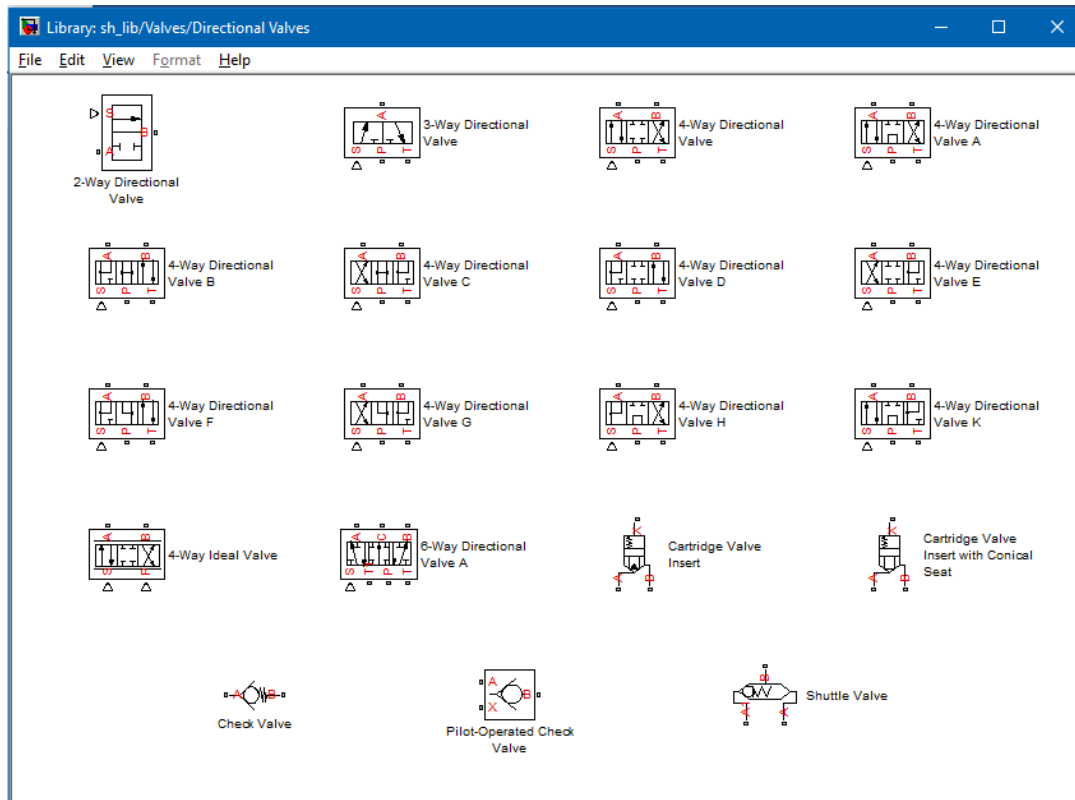 Library: sh_lib/Valves/Directional Valves
File Edit View Format Help
S
B
A
2-Way Directional
Valve
A
S P T
3-Way Directional
Valve
A B
S P T
4-Way Directional
Valve
A B
S P T
4-Way Directional
Valve A
A B
S P T
4-Way Directional
Valve B
A B
S P T
4-Way Directional
Valve C
A B
S P T
4-Way Directional
Valve D
A B
S P T
4-Way Directional
Valve E
A B
S P T
4-Way Directional
Valve F
A B
S P T
4-Way Directional
Valve G
A B
S P T
4-Way Directional
Valve H
A B
S P T
4-Way Directional
Valve K
A B
S P
4-Way Ideal Valve
A C B
S P T
6-Way Directional
Valve A
X
A B
Cartridge Valve
Insert
X
A B
Cartridge Valve
Insert with Conical
Seat
A B
Check Valve
A
B
X
Pilot-Operated Check
Valve
B
A A
Shuttle Valve